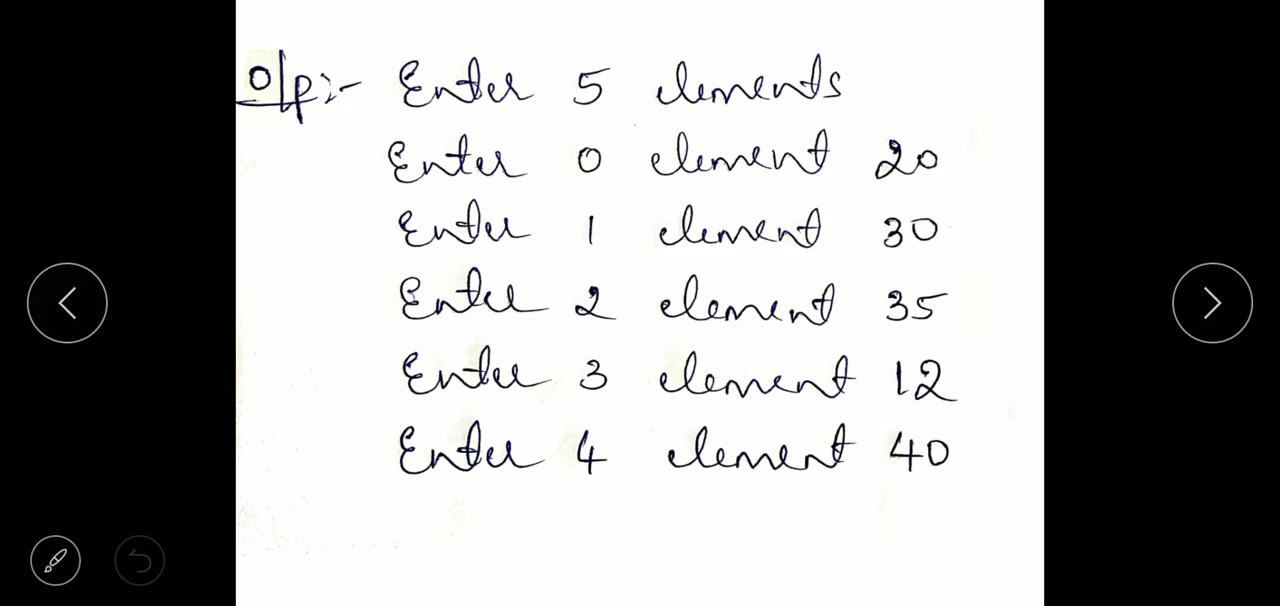 O/p:- Enter 5 elements
Enter 0 element 20
Enter 1 element 30
Enter 2 element 35
Enter 3 element 12
Enter 4 element 40